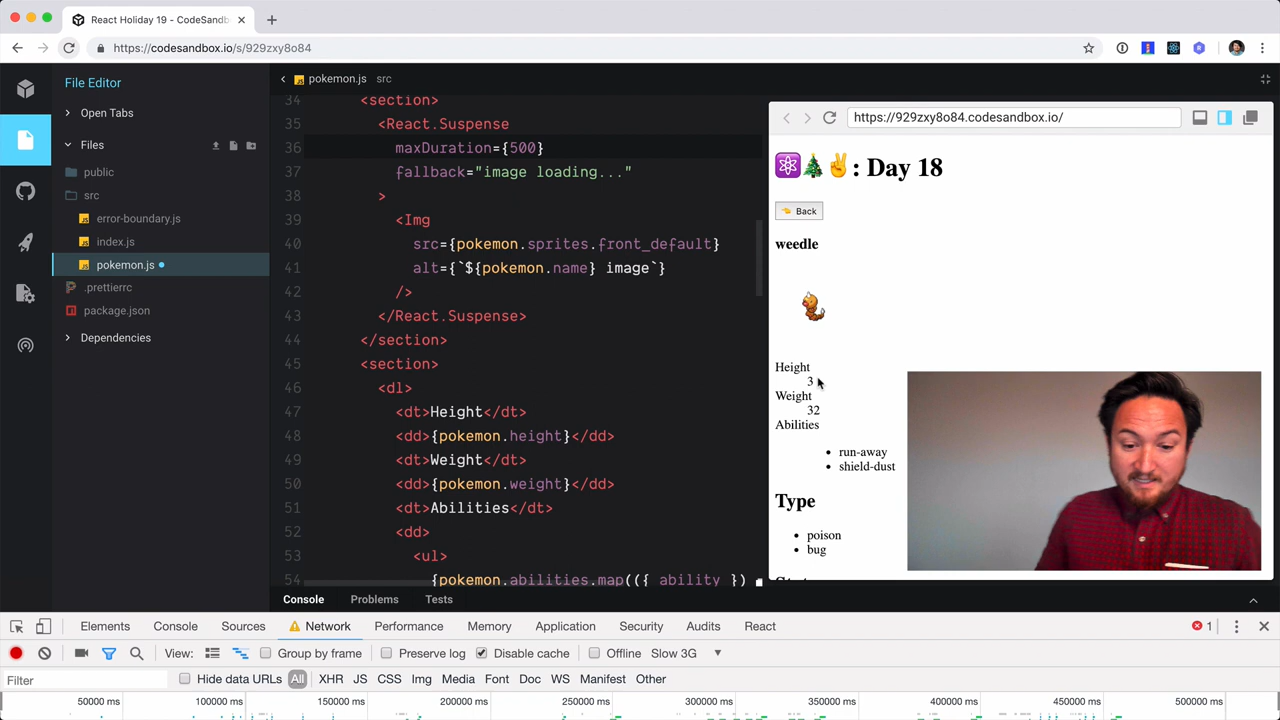 React Holiday 19 - CodeSandb
https://codesandbox.io/s/929zxy8o84
File Editor
Open Tabs
Files
public
src
error-boundary.js
index.js
pokemon.js
.prettierrc
package.json
Dependencies
pokemon.js src
34 <section>
35 <React.Suspense
36 maxDuration={500}
37 fallback="image loading..."
38 >
39 <Img
40 src={pokemon.sprites.front_default}
41 alt={`${pokemon.name} image`}
42 />
43 </React.Suspense>
44 </section>
45 <section>
46 <dl>
47 <dt>Height</dt>
48 <dd>{pokemon.height}</dd>
49 <dt>Weight</dt>
50 <dd>{pokemon.weight}</dd>
51 <dt>Abilities</dt>
52 <dd>
53 <ul>
54 {pokemon.abilities.map(({ ability })
https://929zxy8o84.codesandbox.io/
: Day 18
Back
weedle
Height
3
Weight
32
Abilities
run-away
shield-dust
Type
poison
bug
Console Problems Tests
Elements Console Sources Network Performance Memory Application Security Audits React 1
View: Group by frame Preserve log Disable cache Offline Slow 3G
Filter Hide data URLs All XHR JS CSS Img Media Font Doc WS Manifest Other
50000 ms 100000 ms 150000 ms 200000 ms 250000 ms 300000 ms 350000 ms 400000 ms 450000 ms 500000 ms